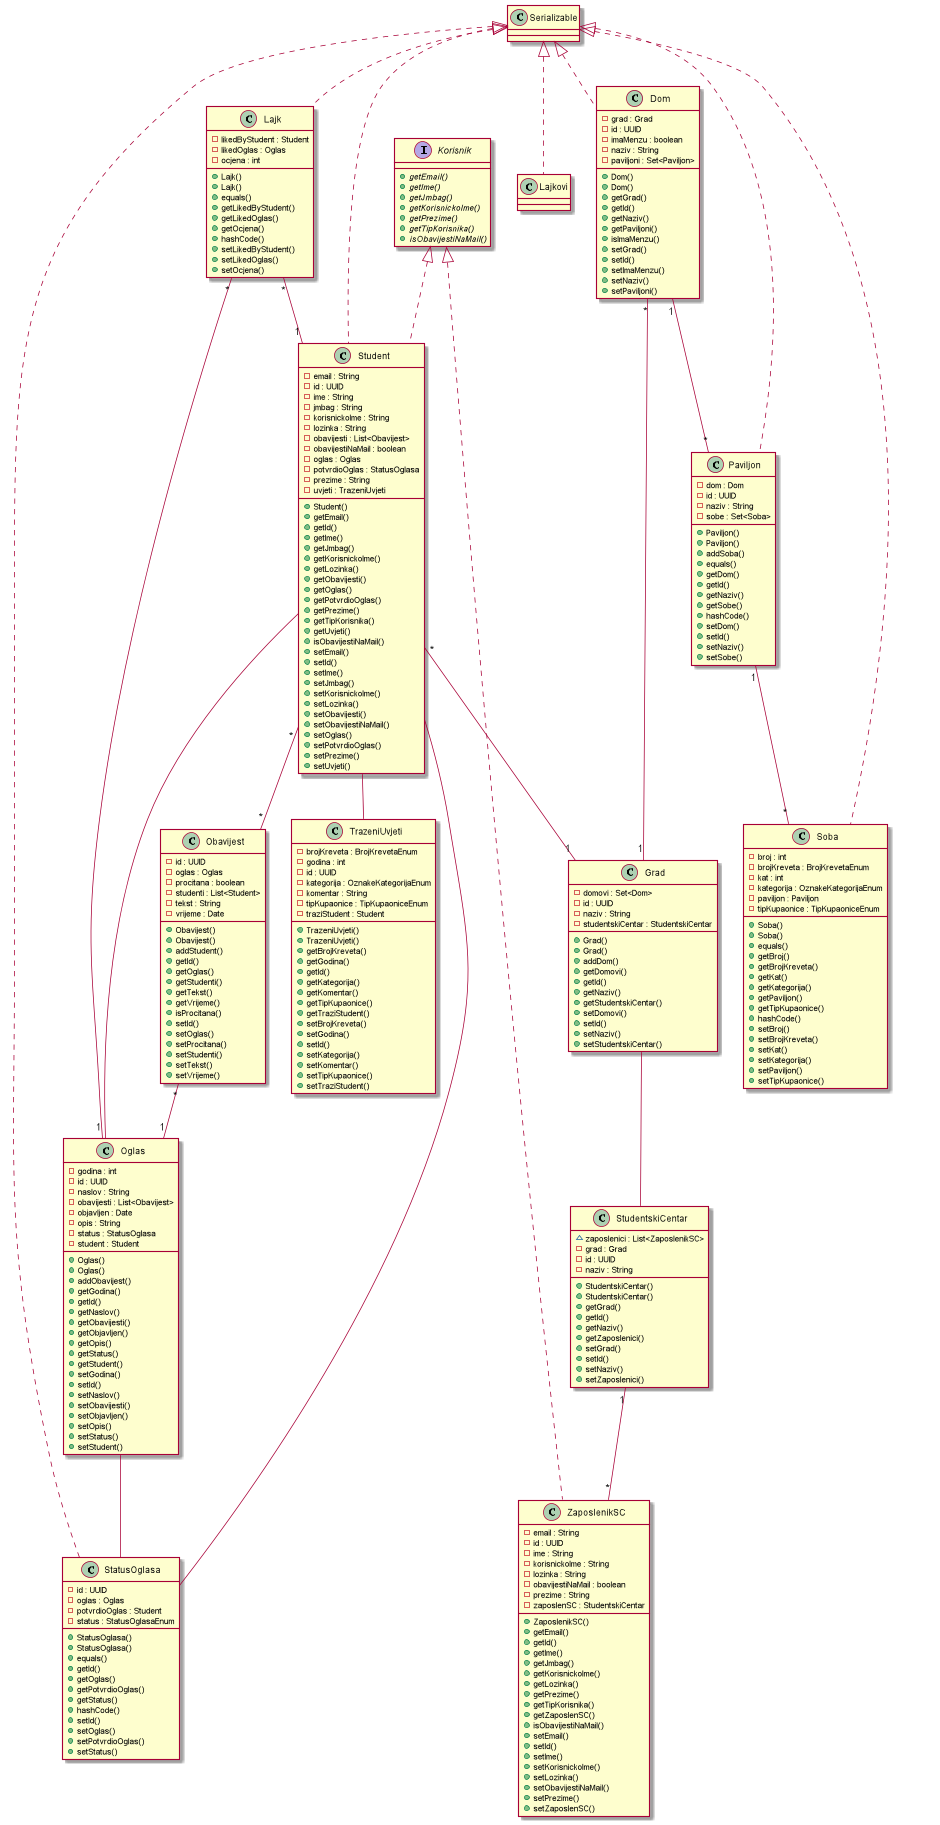 Serializable
Lajk
likedByStudent : Student
likedOglas : Oglas
ocjena : int
Lajk()
Lajk()
equals()
getLikedByStudent()
getLikedOglas()
getOcjena()
hashCode()
setLikedByStudent()
setLikedOglas()
setOcjena()
Korisnik
getEmail()
getIme()
getJmbag()
getKorisnickoIme()
getPrezime()
getTipKorisnika()
isObavijestiNaMail()
Lajkovi
Dom
grad : Grad
id : UUID
imaMenzu : boolean
naziv : String
paviljoni : Set<Paviljon>
Dom()
Dom()
getGrad()
getId()
getNaziv()
getPaviljoni()
isImaMenzu()
setGrad()
setId()
setImaMenzu()
setNaziv()
setPaviljoni()
*
*
1
*
1
*
Student
email : String
id : UUID
ime : String
jmbag : String
korisnickoIme : String
lozinka : String
obavijesti : List<Obavijest>
obavijestiNaMail : boolean
oglas : Oglas
potvrdioOglas : StatusOglasa
prezime : String
uvjeti : TrazeniUvjeti
Student()
getEmail()
getId()
getIme()
getJmbag()
getKorisnickoIme()
getLozinka()
getObavijesti()
getOglas()
getPotvrdioOglas()
getPrezime()
getTipKorisnika()
getUvjeti()
isObavijestiNaMail()
setEmail()
setId()
setIme()
setJmbag()
setKorisnickoIme()
setLozinka()
setObavijesti()
setObavijestiNaMail()
setOglas()
setPotvrdioOglas()
setPrezime()
setUvjeti()
Paviljon
dom : Dom
id : UUID
naziv : String
sobe : Set<Soba>
Paviljon()
Paviljon()
addSoba()
equals()
getDom()
getId()
getNaziv()
getSobe()
hashCode()
setDom()
setId()
setNaziv()
setSobe()
*
1
*
*
*
1
1
Obavijest
id : UUID
oglas : Oglas
procitana : boolean
studenti : List<Student>
tekst : String
vrijeme : Date
Obavijest()
Obavijest()
addStudent()
getId()
getOglas()
getStudenti()
getTekst()
getVrijeme()
isProcitana()
setId()
setOglas()
setProcitana()
setStudenti()
setTekst()
setVrijeme()
TrazeniUvjeti
brojKreveta : BrojKrevetaEnum
godina : int
id : UUID
kategorija : OznakeKategorijaEnum
komentar : String
tipKupaonice : TipKupaoniceEnum
traziStudent : Student
TrazeniUvjeti()
TrazeniUvjeti()
getBrojKreveta()
getGodina()
getId()
getKategorija()
getKomentar()
getTipKupaonice()
getTraziStudent()
setBrojKreveta()
setGodina()
setId()
setKategorija()
setKomentar()
setTipKupaonice()
setTraziStudent()
Grad
domovi : Set<Dom>
id : UUID
naziv : String
studentskiCentar : StudentskiCentar
Grad()
Grad()
addDom()
getDomovi()
getId()
getNaziv()
getStudentskiCentar()
setDomovi()
setId()
setNaziv()
setStudentskiCentar()
*
Soba
broj : int
brojKreveta : BrojKrevetaEnum
kat : int
kategorija : OznakeKategorijaEnum
paviljon : Paviljon
tipKupaonice : TipKupaoniceEnum
Soba()
Soba()
equals()
getBroj()
getBrojKreveta()
getKat()
getKategorija()
getPaviljon()
getTipKupaonice()
hashCode()
setBroj()
setBrojKreveta()
setKat()
setKategorija()
setPaviljon()
setTipKupaonice()
*
1
1
Oglas
godina : int
id : UUID
naslov : String
obavijesti : List<Obavijest>
objavljen : Date
opis : String
status : StatusOglasa
student : Student
Oglas()
Oglas()
addObavijest()
getGodina()
getId()
getNaslov()
getObavijesti()
getObjavljen()
getOpis()
getStatus()
getStudent()
setGodina()
setId()
setNaslov()
setObavijesti()
setObjavljen()
setOpis()
setStatus()
setStudent()
StudentskiCentar
zaposlenici : List<ZaposlenikSC>
grad : Grad
id : UUID
naziv : String
StudentskiCentar()
StudentskiCentar()
getGrad()
getId()
getNaziv()
getZaposlenici()
setGrad()
setId()
setNaziv()
setZaposlenici()
1
*
StatusOglasa
id : UUID
oglas : Oglas
potvrdioOglas : Student
status : StatusOglasaEnum
StatusOglasa()
StatusOglasa()
equals()
getId()
getOglas()
getPotvrdioOglas()
getStatus()
hashCode()
setId()
setOglas()
setPotvrdioOglas()
setStatus()
ZaposlenikSC
email : String
id : UUID
ime : String
korisnickoIme : String
lozinka : String
obavijestiNaMail : boolean
prezime : String
zaposlenSC : StudentskiCentar
ZaposlenikSC()
getEmail()
getId()
getIme()
getJmbag()
getKorisnickoIme()
getLozinka()
getPrezime()
getTipKorisnika()
getZaposlenSC()
isObavijestiNaMail()
setEmail()
setId()
setIme()
setKorisnickoIme()
setLozinka()
setObavijestiNaMail()
setPrezime()
setZaposlenSC()